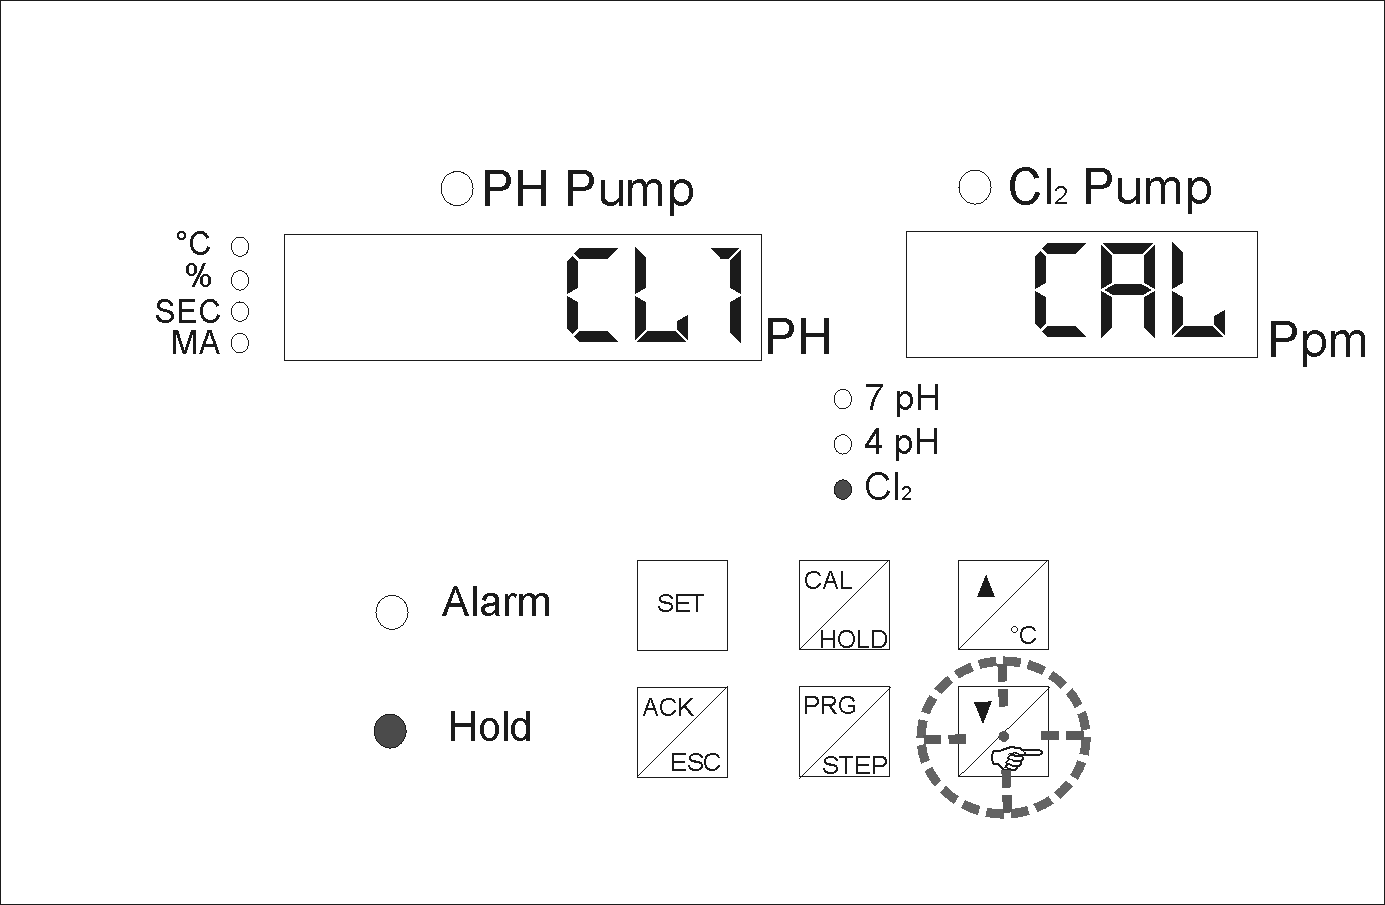 PH Pump
Cl₂ Pump
°C
%
SEC
MA
CL1
PH
CAL
Ppm
7 pH
4 pH
Cl₂
Alarm
SET
CAL
HOLD
▲
°C
Hold
ACK
ESC
PRG
STEP
▼